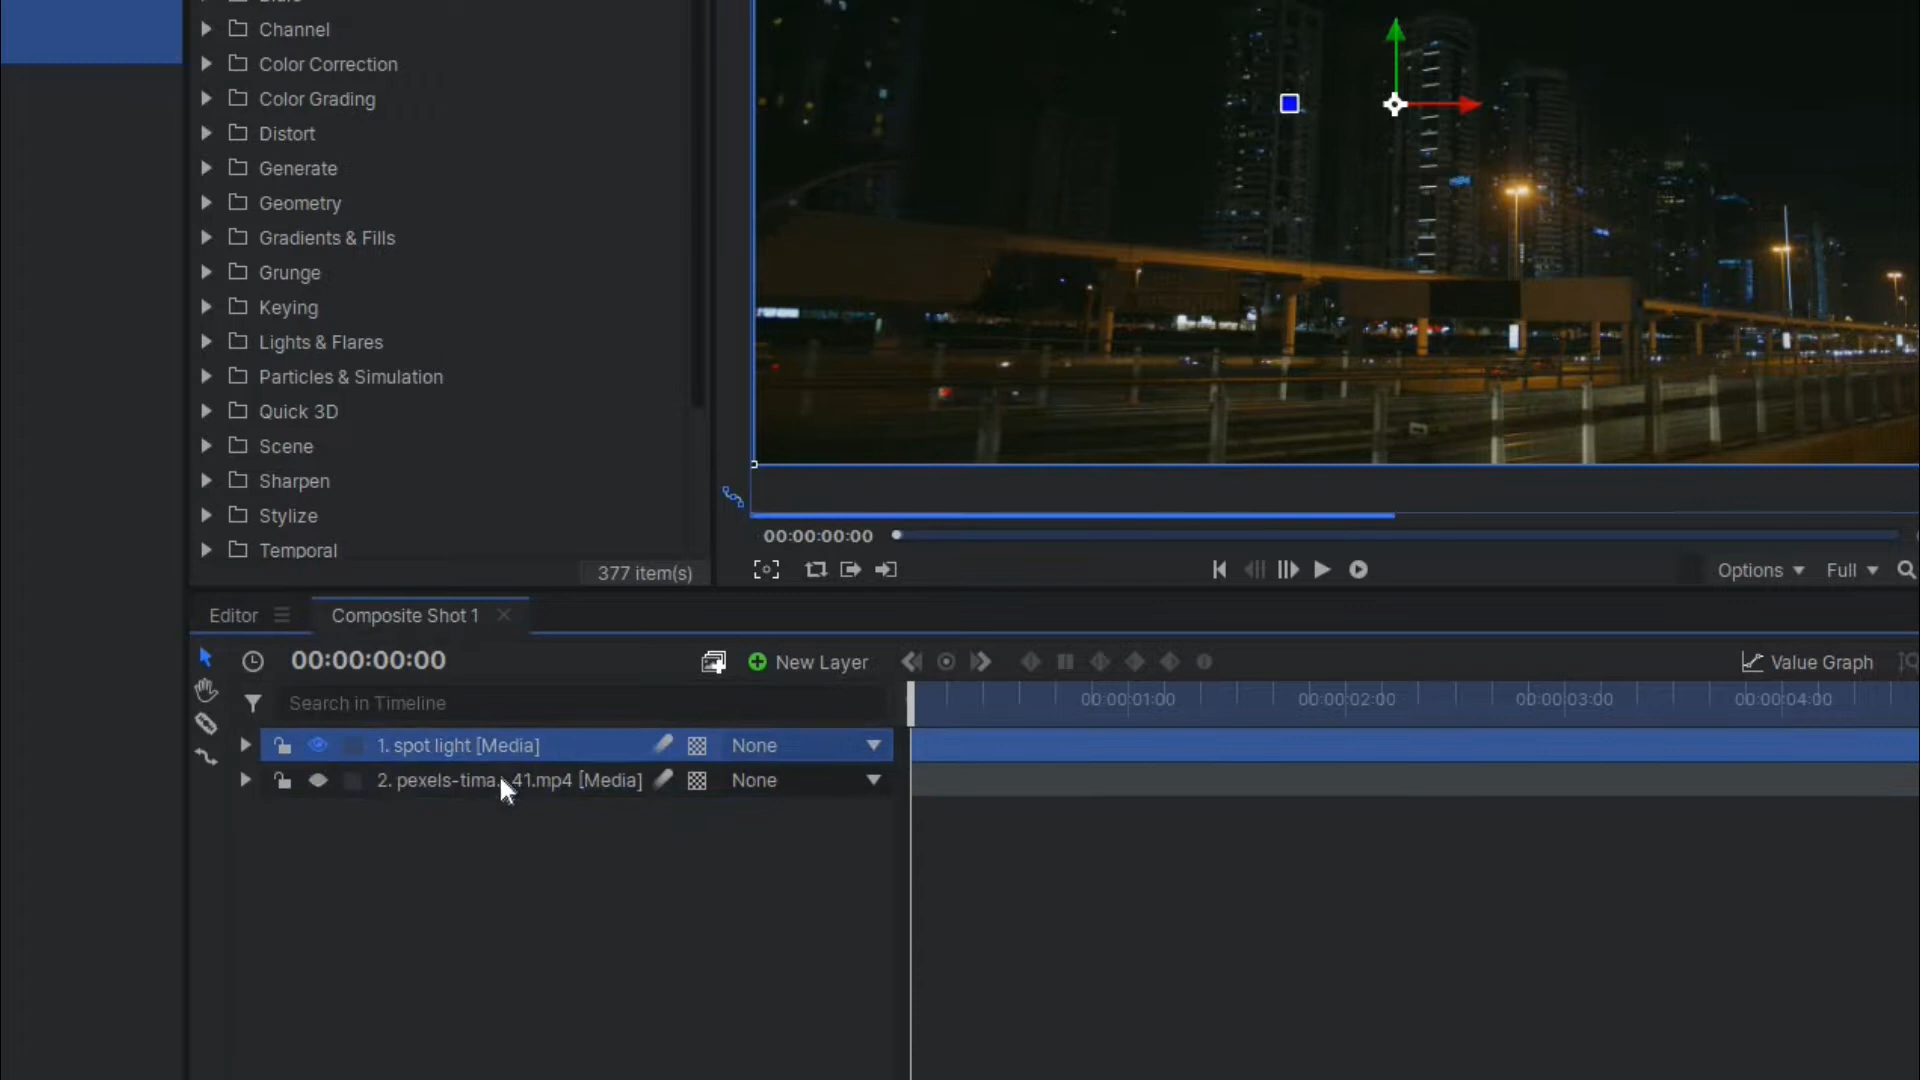 Channel
Color Correction
Color Grading
Distort
Generate
Geometry
Gradients & Fills
Grunge
Keying
Lights & Flares
Particles & Simulation
Quick 3D
Scene
Sharpen
Stylize
Temporal
377 item(s)
00:00:00:00
Options
Full
Editor
Composite Shot 1
00:00:00:00
New Layer
Value Graph
Search in Timeline
00:00:01:00
00:00:02:00
00:00:03:00
00:00:04:00
1. spot light [Media]
None
2. pexels-tima...41.mp4 [Media]
None